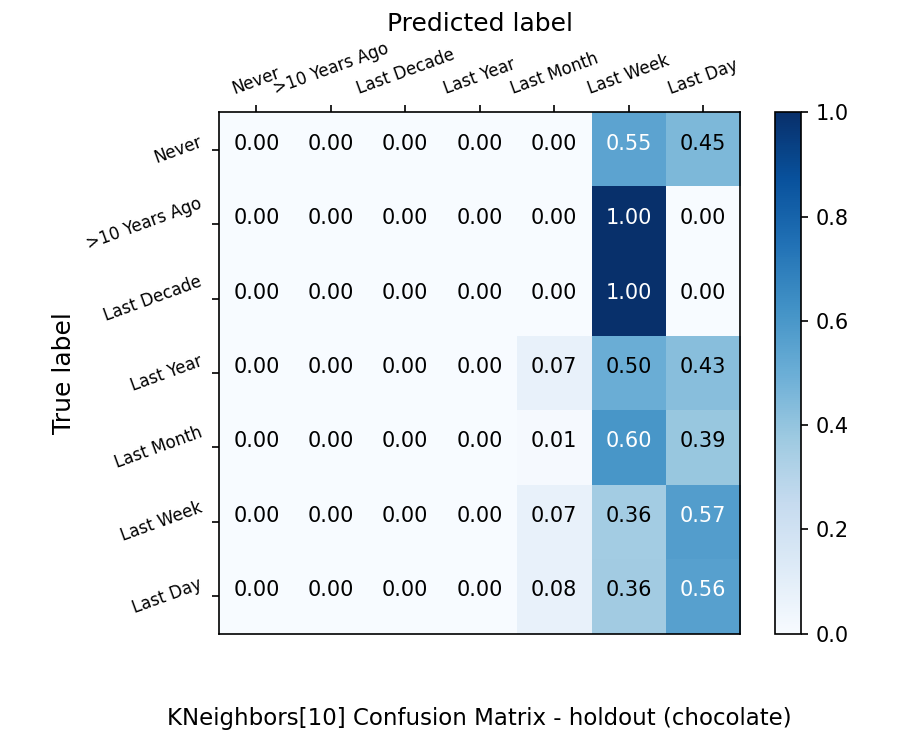 Predicted label
Never >10 Years Ago Last Decade Last Year Last Month Last Week Last Day
True label
Never 0.00 0.00 0.00 0.00 0.00 0.55 0.45
>10 Years Ago 0.00 0.00 0.00 0.00 0.00 1.00 0.00
Last Decade 0.00 0.00 0.00 0.00 0.00 1.00 0.00
Last Year 0.00 0.00 0.00 0.00 0.07 0.50 0.43
Last Month 0.00 0.00 0.00 0.00 0.01 0.60 0.39
Last Week 0.00 0.00 0.00 0.00 0.07 0.36 0.57
Last Day 0.00 0.00 0.00 0.00 0.08 0.36 0.56
1.0
0.8
0.6
0.4
0.2
0.0
KNeighbors[10] Confusion Matrix - holdout (chocolate)